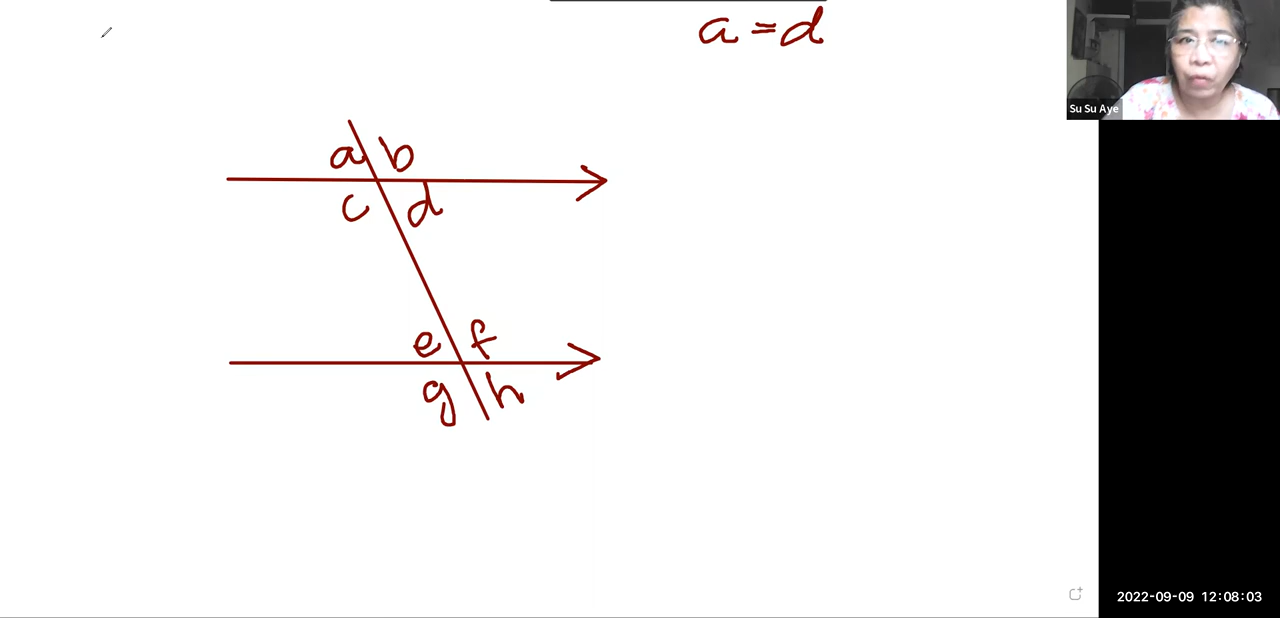 a = d
Su Su Aye
a b
c d
e f
g h
2022-09-09 12:08:03